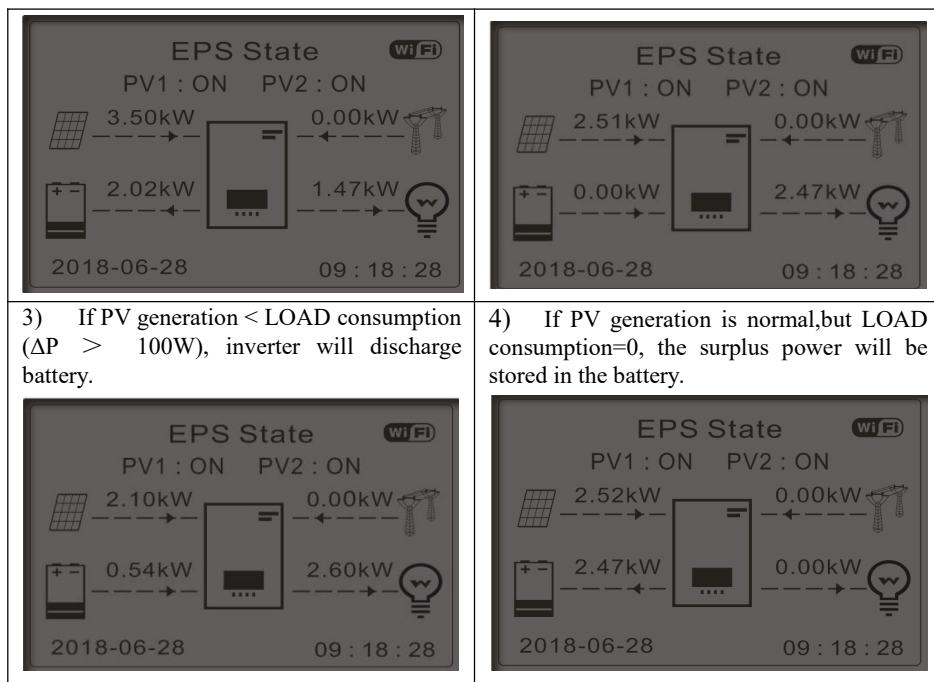 EPS State WiFi
PV1 : ON PV2 : ON
3.50kW 0.00kW
2.02kW 1.47kW
2018-06-28 09 : 18 : 28
EPS State WiFi
PV1 : ON PV2 : ON
2.51kW 0.00kW
0.00kW 2.47kW
2018-06-28 09 : 18 : 28
3) If PV generation < LOAD consumption
(ΔP ＞ 100W), inverter will discharge
battery.
EPS State WiFi
PV1 : ON PV2 : ON
2.10kW 0.00kW
0.54kW 2.60kW
2018-06-28 09 : 18 : 28
4) If PV generation is normal,but LOAD
consumption=0, the surplus power will be
stored in the battery.
EPS State WiFi
PV1 : ON PV2 : ON
2.52kW 0.00kW
2.47kW 0.00kW
2018-06-28 09 : 18 : 28